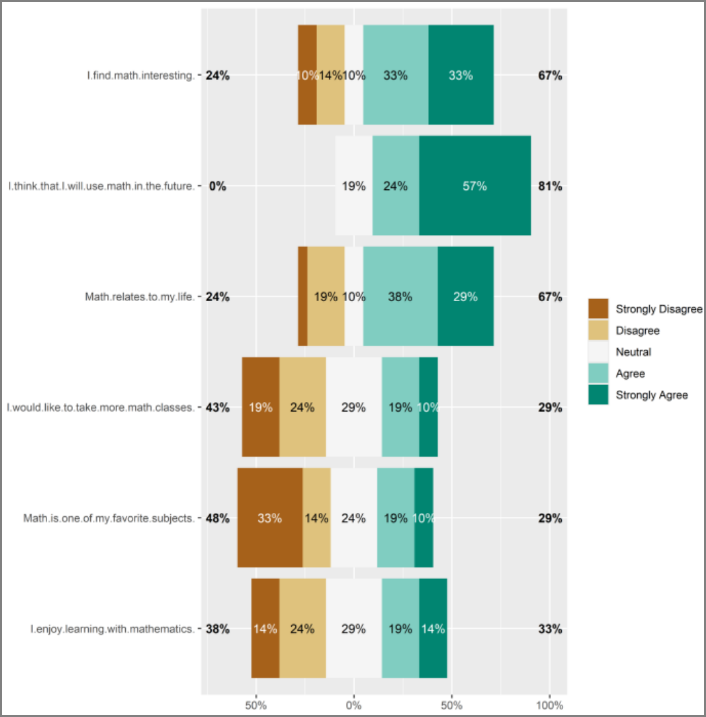 I.find.math.interesting. - 24% 10% 14% 10% 33% 33% 67%
I.think.that.I.will.use.math.in.the.future. - 0% 19% 24% 57% 81%
Math.relates.to.my.life. - 24% 19% 10% 38% 29% 67%
Strongly Disagree
Disagree
Neutral
Agree
Strongly Agree
I.would.like.to.take.more.math.classes. - 43% 19% 24% 29% 19% 10% 29%
Math.is.one.of.my.favorite.subjects. - 48% 33% 14% 24% 19% 10% 29%
I.enjoy.learning.with.mathematics. - 38% 14% 24% 29% 19% 14% 33%
50% 0% 50% 100%